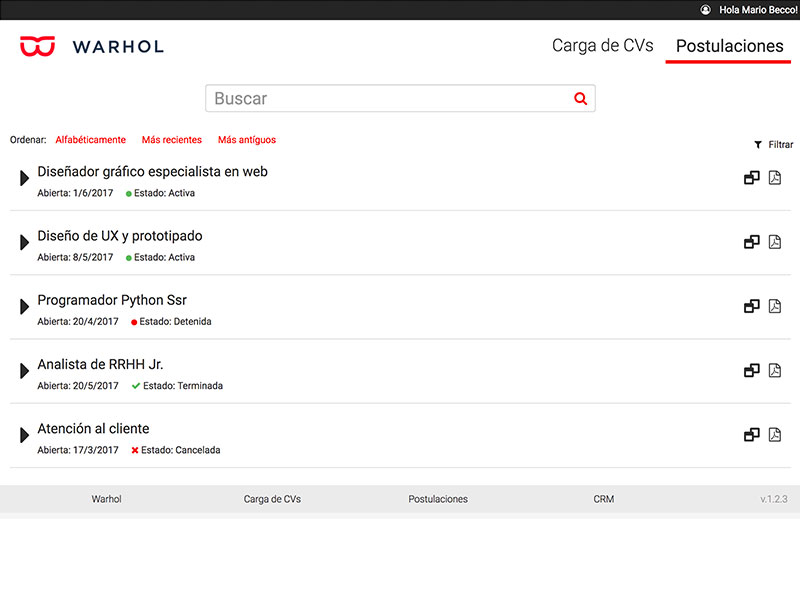 Hola Mario Becco!
WARHOL
Carga de CVs
Postulaciones
Buscar
Ordenar: Alfabéticamente Más recientes Más antíguos
Filtrar
Diseñador gráfico especialista en web
Abierta: 1/6/2017 Estado: Activa
Diseño de UX y prototipado
Abierta: 8/5/2017 Estado: Activa
Programador Python Ssr
Abierta: 20/4/2017 Estado: Detenida
Analista de RRHH Jr.
Abierta: 20/5/2017 Estado: Terminada
Atención al cliente
Abierta: 17/3/2017 Estado: Cancelada
Warhol Carga de CVs Postulaciones CRM v.1.2.3